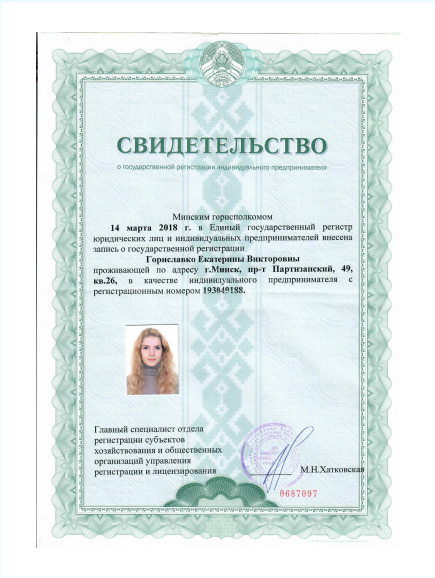 СВИДЕТЕЛЬСТВО
о государственной регистрации индивидуального предпринимателя
Минским горисполкомом
14 марта 2018 г. в Единый государственный регистр
юридических лиц и индивидуальных предпринимателей внесена
запись о государственной регистрации
Гориславко Екатерины Викторовны
проживающей по адресу г.Минск, пр-т Партизанский, 49,
кв.26, в качестве индивидуального предпринимателя с
регистрационным номером 193049188.
Главный специалист отдела
регистрации субъектов
хозяйствования и общественных
организаций управления
регистрации и лицензирования
М.Н.Хатковская
0687097